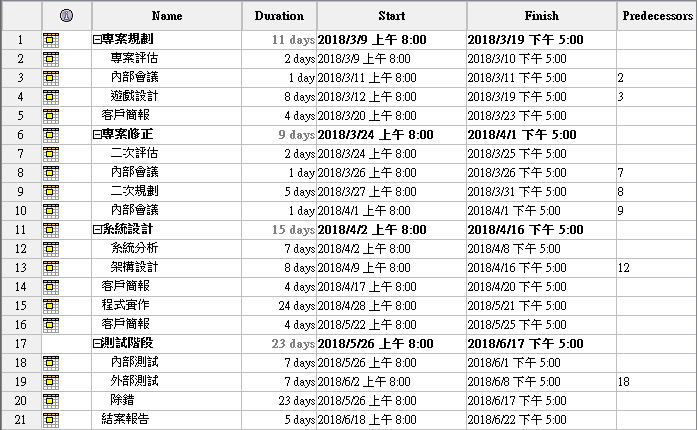 Name Duration Start Finish Predecessors
1 專案規劃 11 days 2018/3/9 上午 8:00 2018/3/19 下午 5:00
2 專案評估 2 days 2018/3/9 上午 8:00 2018/3/10 下午 5:00
3 內部會議 1 day 2018/3/11 上午 8:00 2018/3/11 下午 5:00 2
4 遊戲設計 8 days 2018/3/12 上午 8:00 2018/3/19 下午 5:00 3
5 客戶簡報 4 days 2018/3/20 上午 8:00 2018/3/23 下午 5:00
6 專案修正 9 days 2018/3/24 上午 8:00 2018/4/1 下午 5:00
7 二次評估 2 days 2018/3/24 上午 8:00 2018/3/25 下午 5:00
8 內部會議 1 day 2018/3/26 上午 8:00 2018/3/26 下午 5:00 7
9 二次規劃 5 days 2018/3/27 上午 8:00 2018/3/31 下午 5:00 8
10 內部會議 1 day 2018/4/1 上午 8:00 2018/4/1 下午 5:00 9
11 系統設計 15 days 2018/4/2 上午 8:00 2018/4/16 下午 5:00
12 系統分析 7 days 2018/4/2 上午 8:00 2018/4/8 下午 5:00
13 架構設計 8 days 2018/4/9 上午 8:00 2018/4/16 下午 5:00 12
14 客戶簡報 4 days 2018/4/17 上午 8:00 2018/4/20 下午 5:00
15 程式實作 24 days 2018/4/28 上午 8:00 2018/5/21 下午 5:00
16 客戶簡報 4 days 2018/5/22 上午 8:00 2018/5/25 下午 5:00
17 測試階段 23 days 2018/5/26 上午 8:00 2018/6/17 下午 5:00
18 內部測試 7 days 2018/5/26 上午 8:00 2018/6/1 下午 5:00
19 外部測試 7 days 2018/6/2 上午 8:00 2018/6/8 下午 5:00 18
20 除錯 23 days 2018/5/26 上午 8:00 2018/6/17 下午 5:00
21 結案報告 5 days 2018/6/18 上午 8:00 2018/6/22 下午 5:00